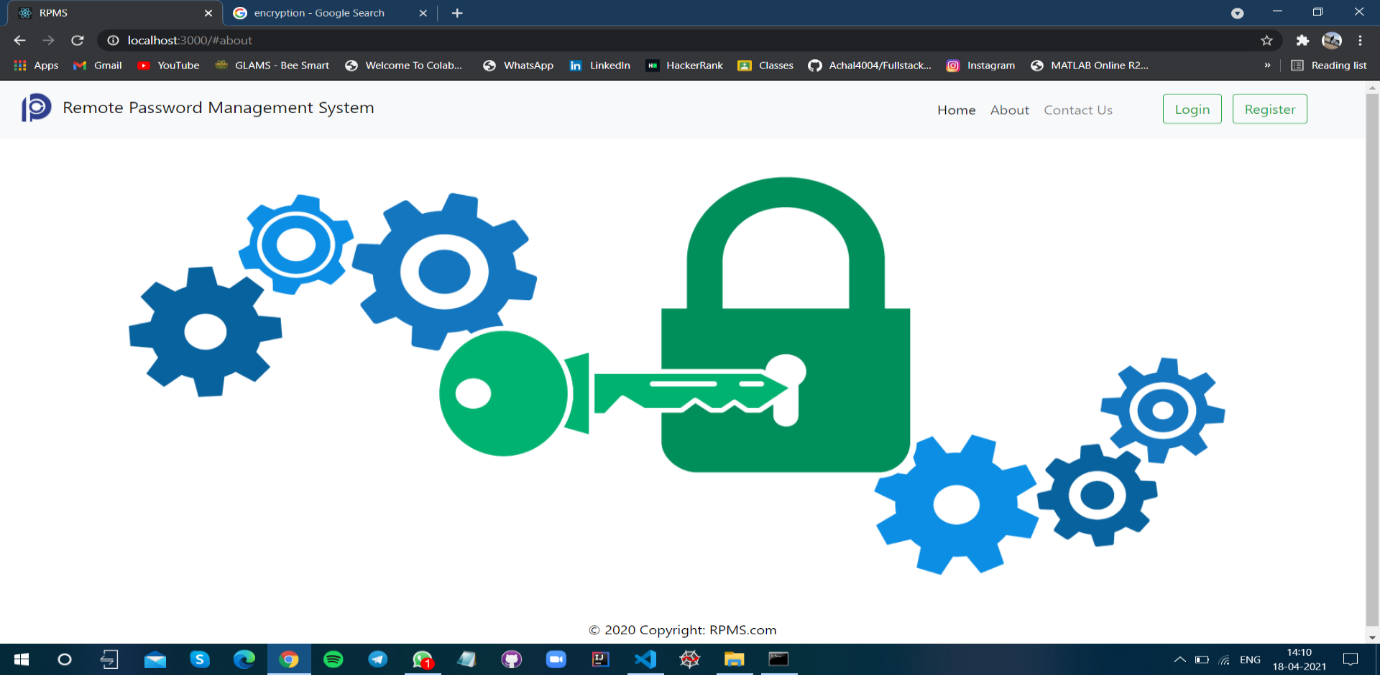 RPMS
encryption - Google Search
localhost:3000/#about
Apps
Gmail
YouTube
GLAMS - Bee Smart
Welcome To Colab...
WhatsApp
LinkedIn
HackerRank
Classes
Achal4004/Fullstack...
Instagram
MATLAB Online R2...
»
Reading list
Remote Password Management System
Home
About
Contact Us
Login
Register
© 2020 Copyright: RPMS.com
1
ENG
14:10
18-04-2021